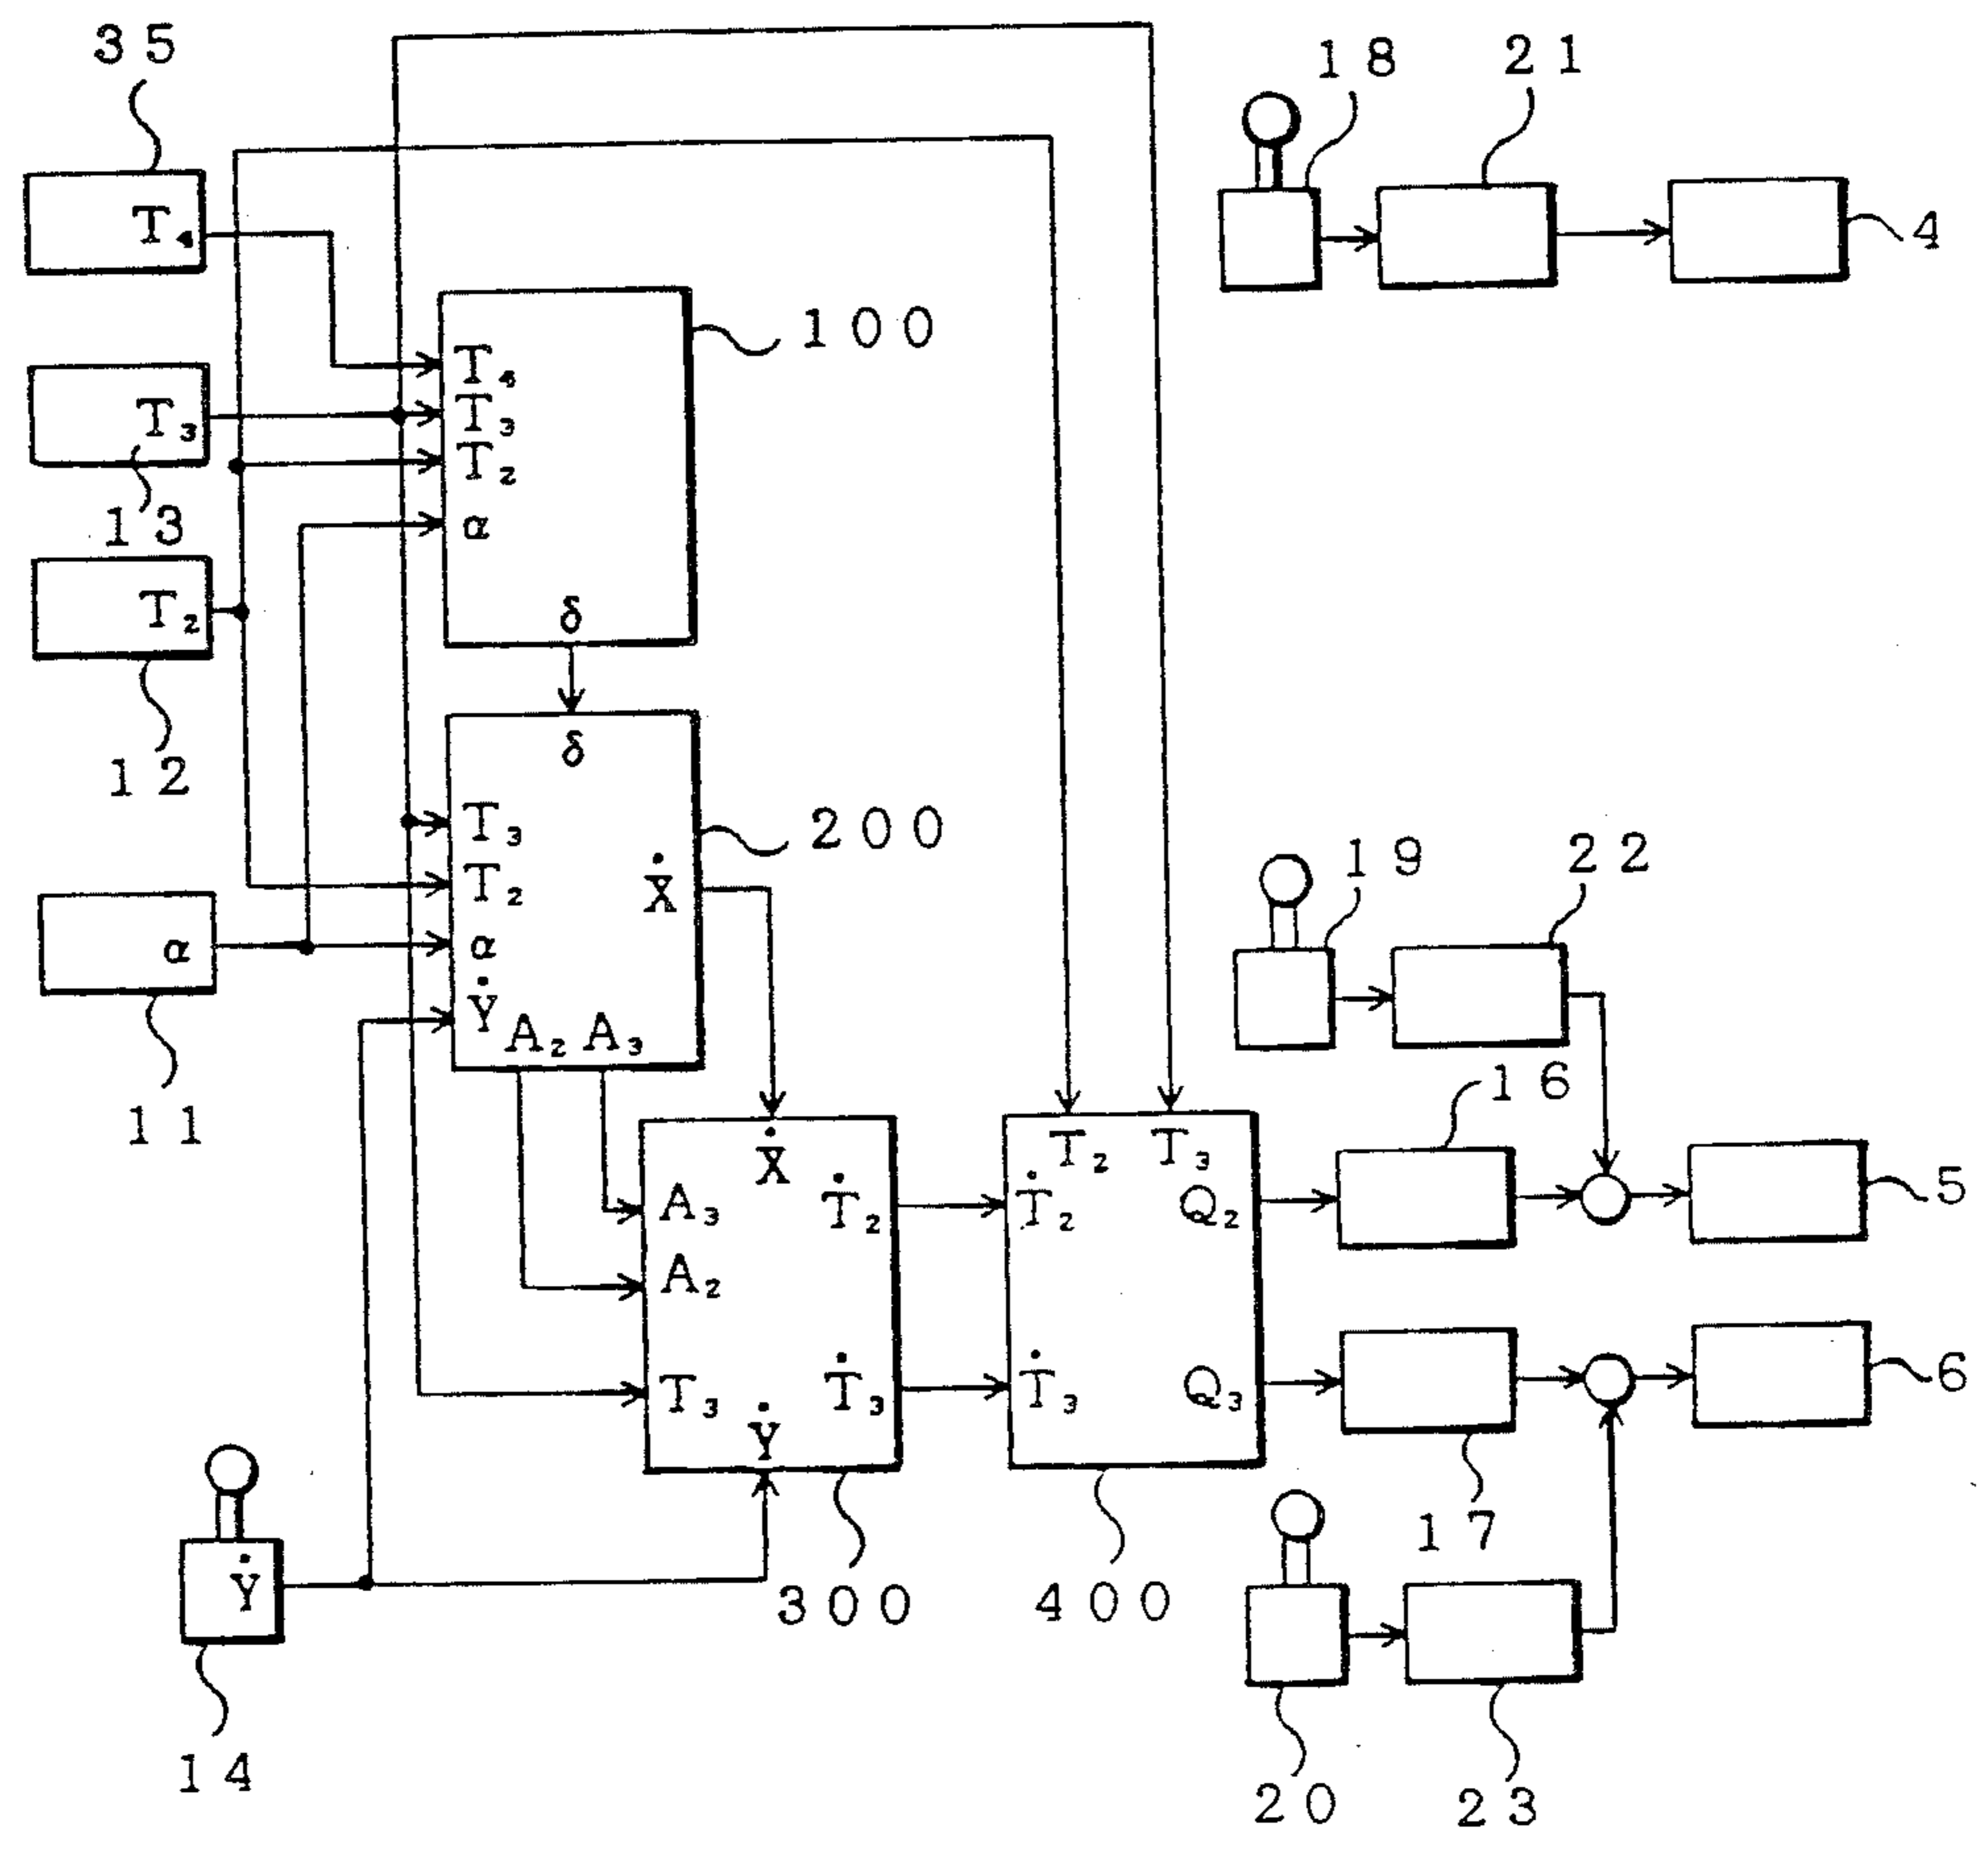 35
18
21
T₄
4
100
T₄
T₃
T₃
T₂
13
α
T₂
δ
δ
12
T₃
200
19
22
T₂
Ẋ
α
α
Ẏ
A₂ A₃
11
16
Ẋ
T₂ T₃
A₃
Ṫ₂
Ṫ₂
Q₂
5
A₂
T₃
Ṫ₃
Ṫ₃
Q₃
6
Ẏ
17
Ẏ
300
400
14
20
23